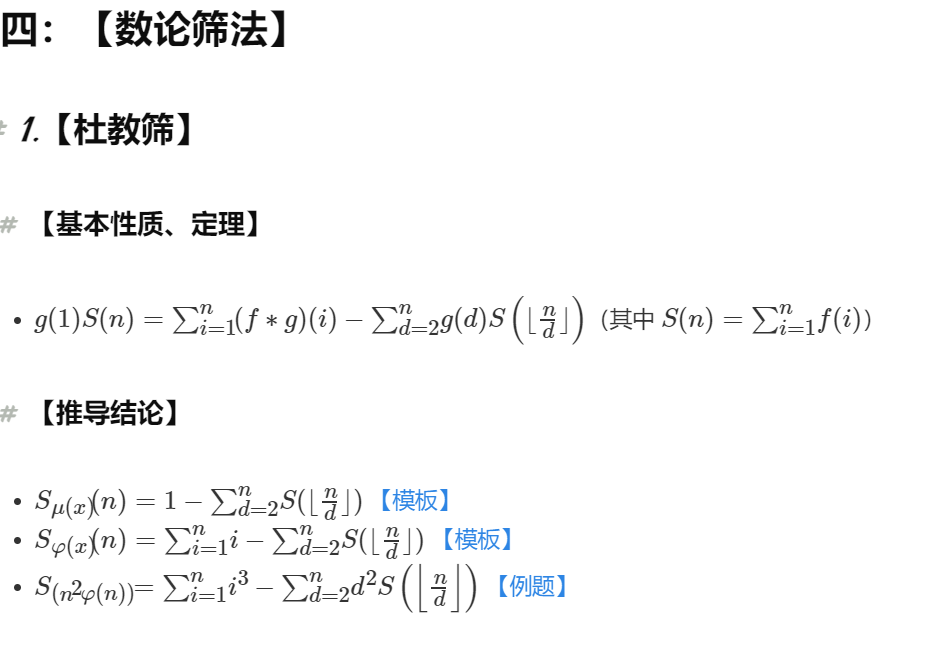 四：【数论筛法】
# 1.【杜教筛】
# 【基本性质、定理】
• g(1)S(n) = ∑_{i=1}^{n}(f ∗ g)(i) − ∑_{d=2}^{n}g(d)S(⌊n/d⌋)（其中 S(n) = ∑_{i=1}^{n}f(i)）
# 【推导结论】
• S_{μ(x)}(n) = 1 − ∑_{d=2}^{n}S(⌊n/d⌋)【模板】
• S_{φ(x)}(n) = ∑_{i=1}^{n}i − ∑_{d=2}^{n}S(⌊n/d⌋)【模板】
• S_{(n^2φ(n))} = ∑_{i=1}^{n}i^3 − ∑_{d=2}^{n}d^2S(⌊n/d⌋)【例题】